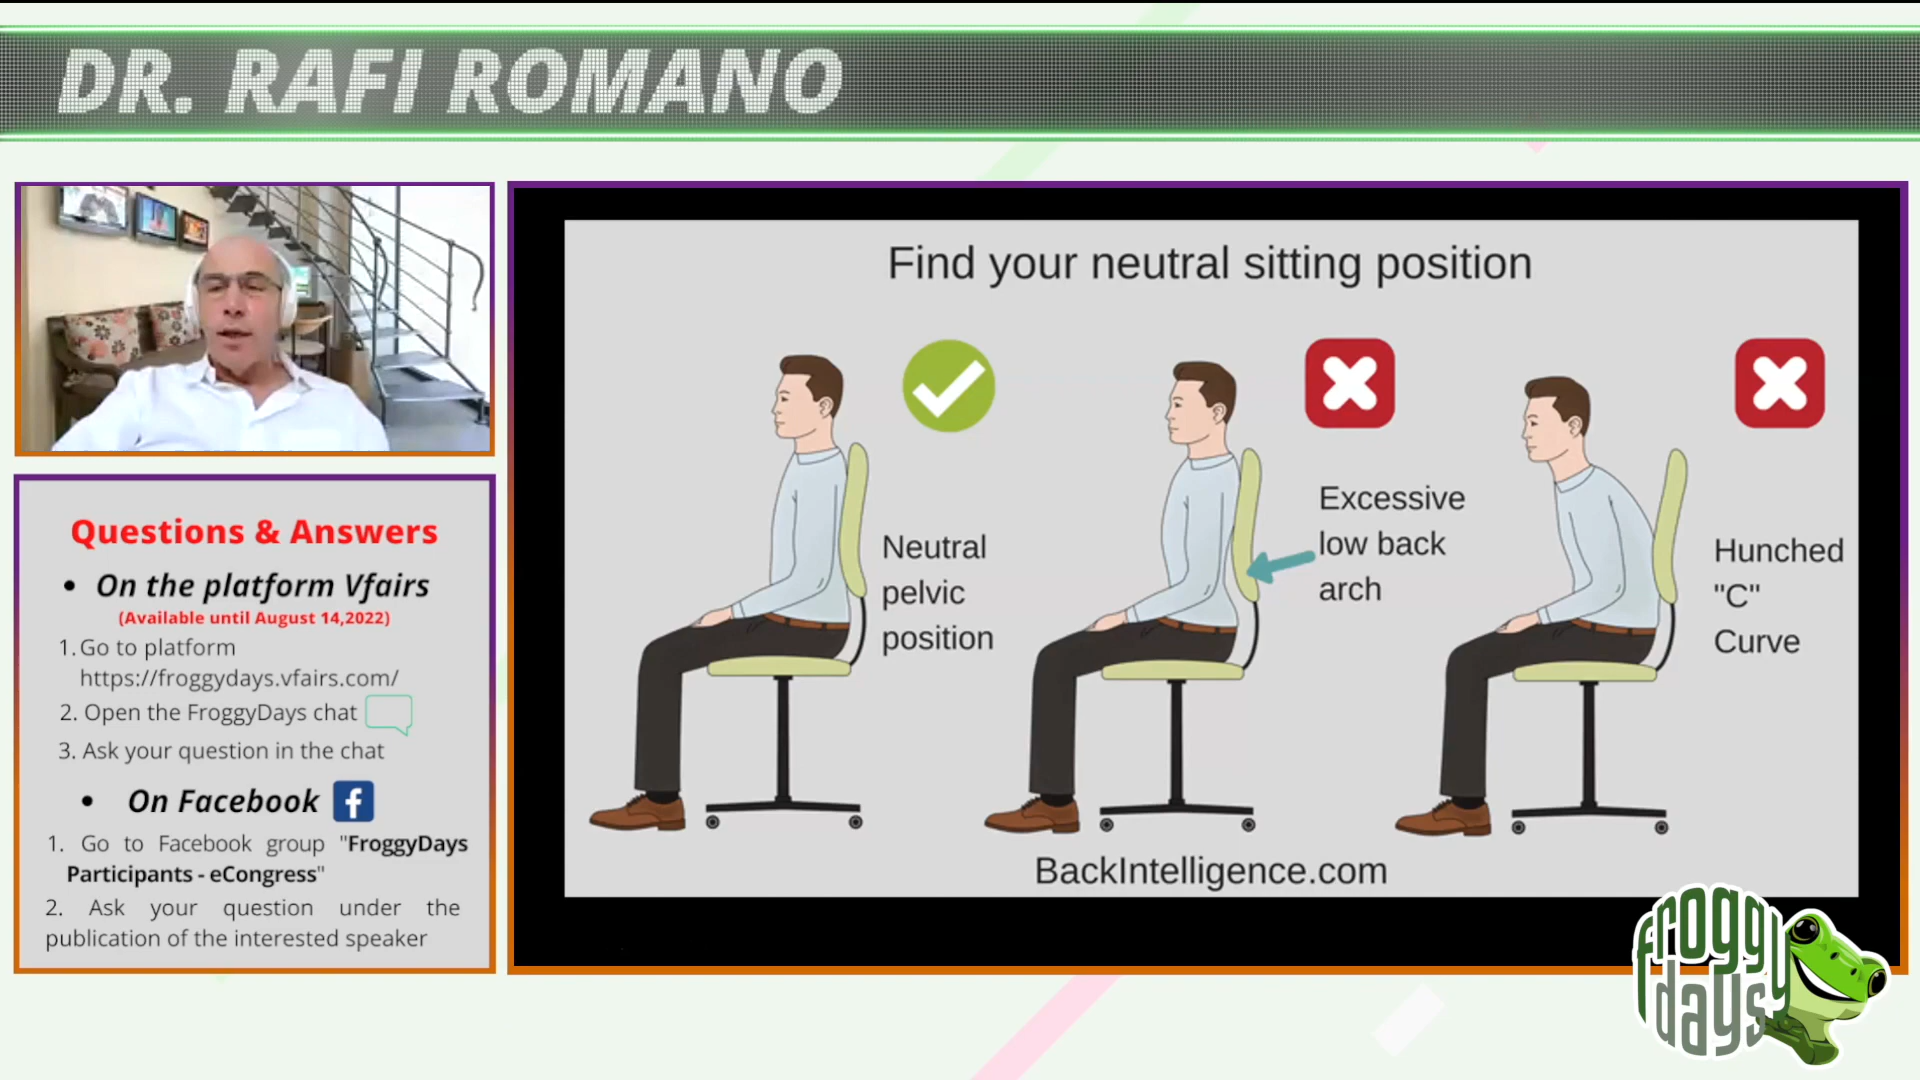 DR. RAFI ROMANO
Questions & Answers
• On the platform Vfairs
(Available until August 14,2022)
1. Go to platform
https://froggydays.vfairs.com/
2. Open the FroggyDays chat
3. Ask your question in the chat
• On Facebook f
1. Go to Facebook group "FroggyDays
Participants - eCongress"
2. Ask your question under the
publication of the interested speaker
Find your neutral sitting position
Neutral
pelvic
position
Excessive
low back
arch
Hunched
"C"
Curve
BackIntelligence.com
froggy
days